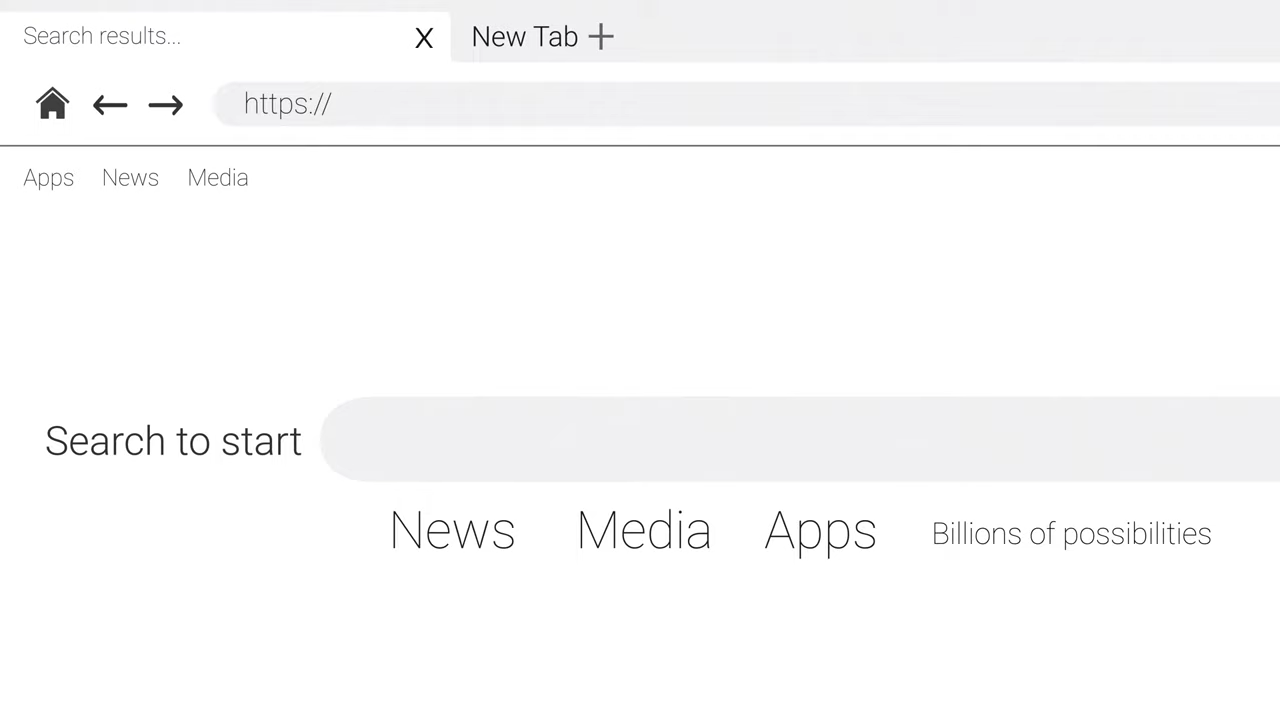 Search results... X New Tab +
https://
Apps News Media
Search to start
News Media Apps Billions of possibilities